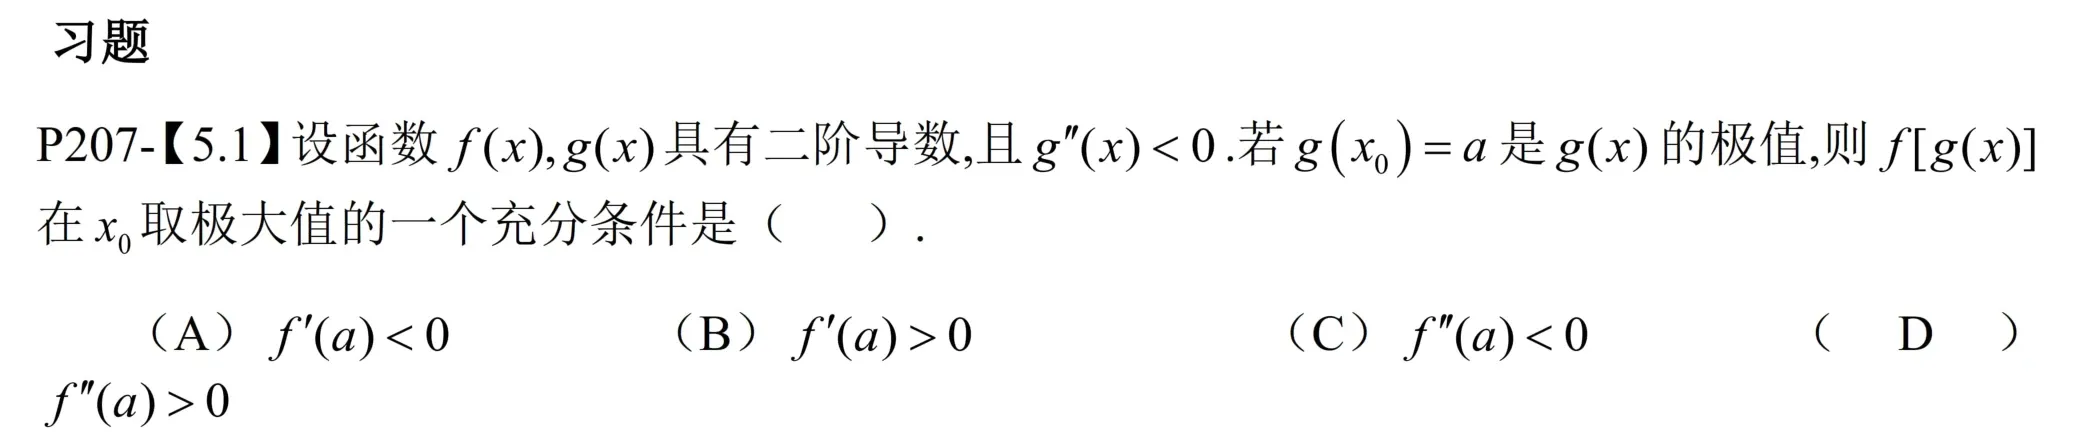 习题
P207-【5.1】设函数 f(x),g(x)具有二阶导数,且 g″(x)<0.若 g(x₀)=a 是 g(x) 的极值,则 f[g(x)]
在 x₀ 取极大值的一个充分条件是（ ）.
（A） f′(a)<0 （B） f′(a)>0 （C） f″(a)<0 （ D ）
f″(a)>0